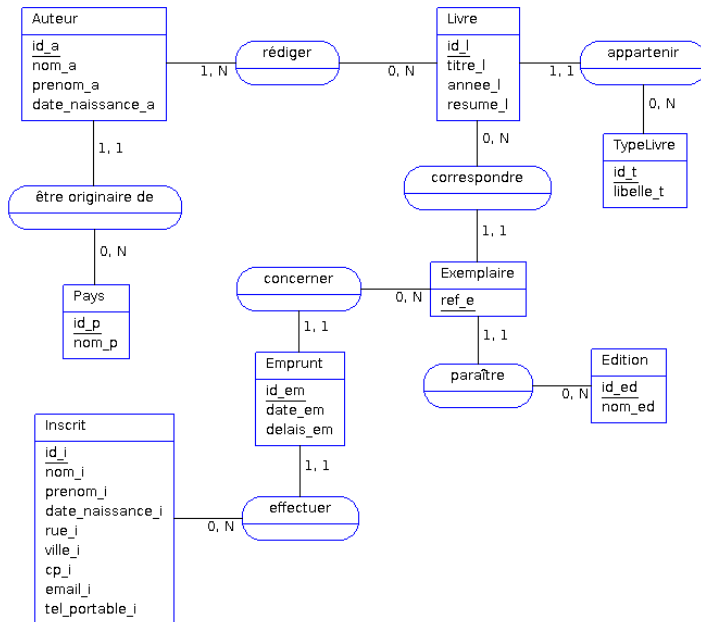 Auteur
id_a
nom_a
prenom_a
date_naissance_a
1, N
rédiger
0, N
Livre
id_l
titre_l
annee_l
resume_l
1, 1
appartenir
0, N
TypeLivre
id_t
libelle_t
1, 1
être originaire de
0, N
Pays
id_p
nom_p
0, N
correspondre
1, 1
Exemplaire
ref_e
concerner
0, N
1, 1
Emprunt
id_em
date_em
delais_em
1, 1
paraître
0, N
Edition
id_ed
nom_ed
1, 1
effectuer
0, N
Inscrit
id_i
nom_i
prenom_i
date_naissance_i
rue_i
ville_i
cp_i
email_i
tel_portable_i